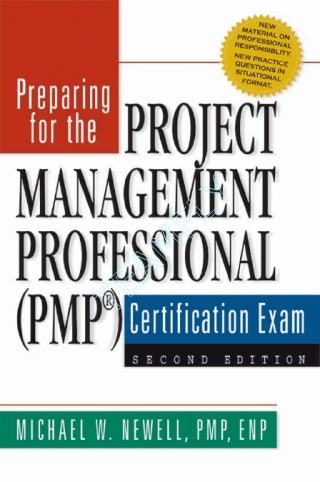 NEW
MATERIAL ON
PROFESSIONAL
RESPONSIBLITY.
NEW PRACTICE
QUESTIONS IN
SITUATIONAL
FORMAT.
Preparing
for the
PROJECT
MANAGEMENT
PROFESSIONAL
(PMP®)
Certification Exam
SECOND EDITION
MICHAEL W. NEWELL, PMP, ENP